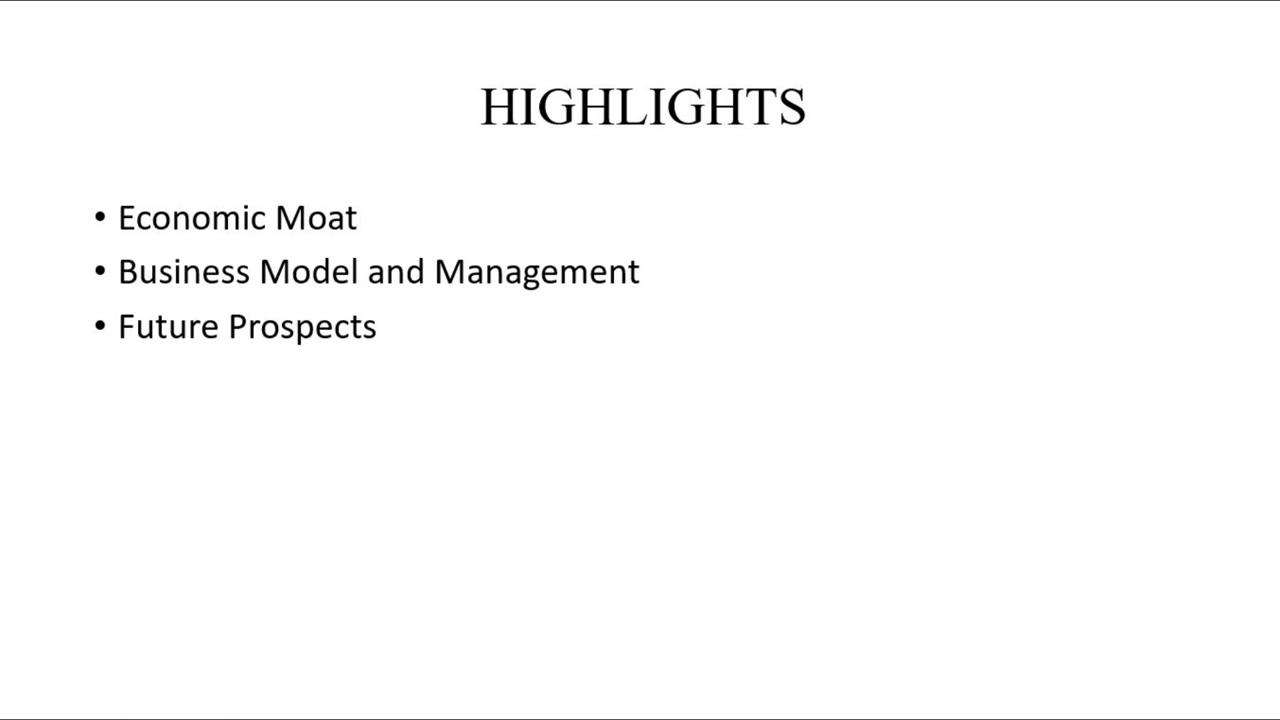 HIGHLIGHTS
• Economic Moat
• Business Model and Management
• Future Prospects